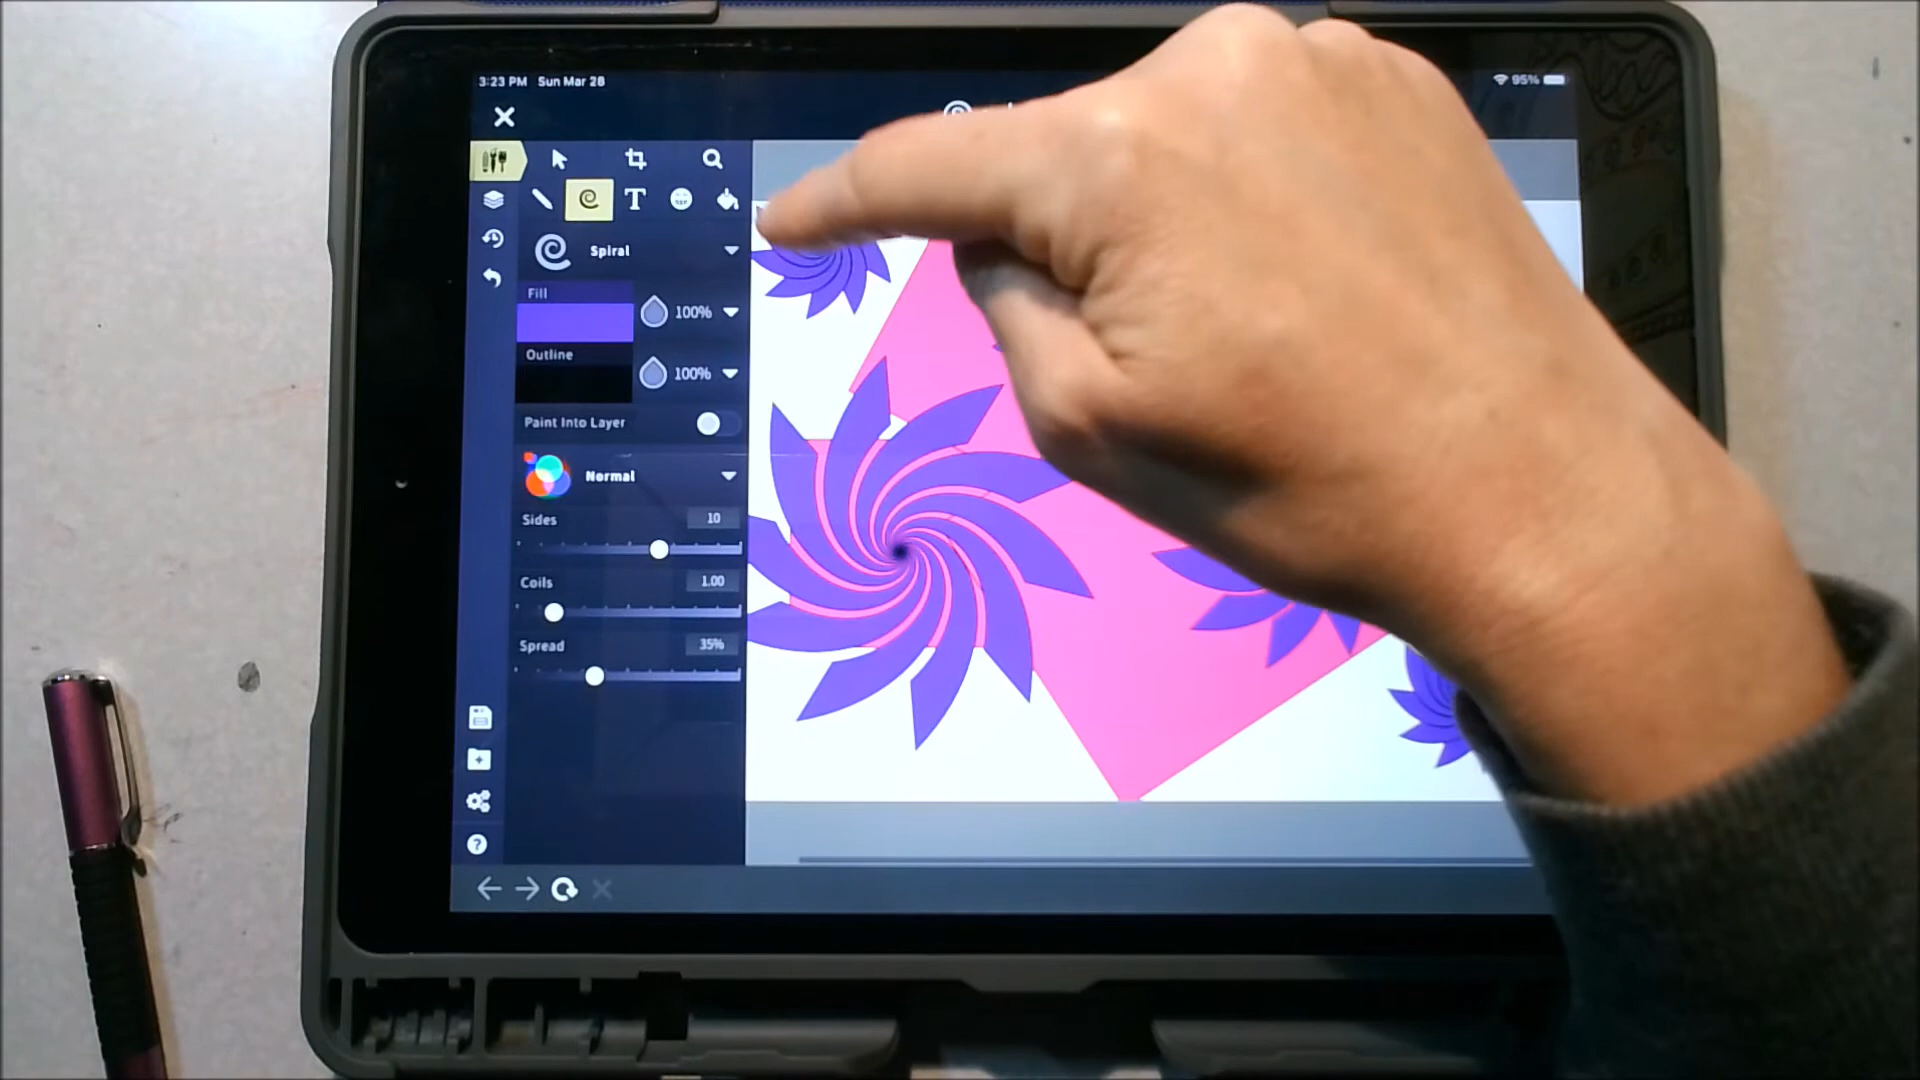 3:23 PM Sun Mar 28
95%
T
Spiral
Fill
100%
Outline
100%
Paint Into Layer
Normal
Sides 10
Coils 1.00
Spread 35%
?